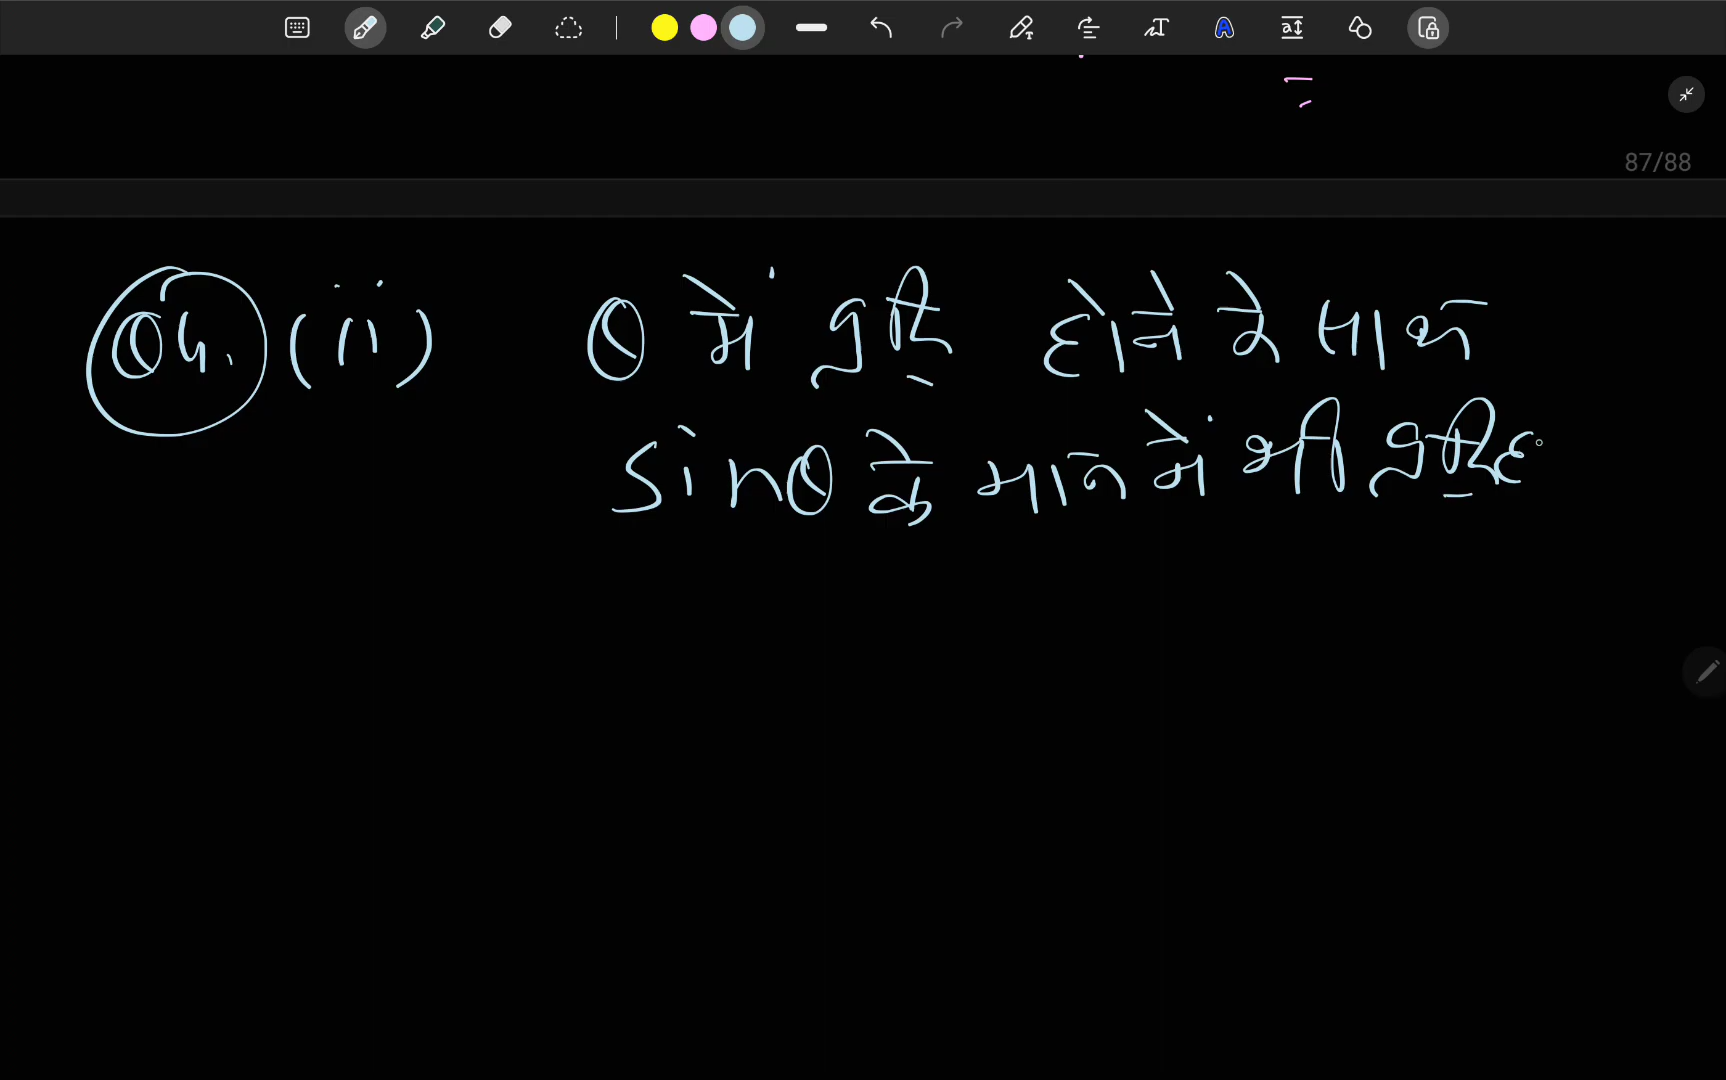 87/88
Q4. (ii) θ में वृद्धि होने के साथ
sinθ के मान में भी वृद्धि ह